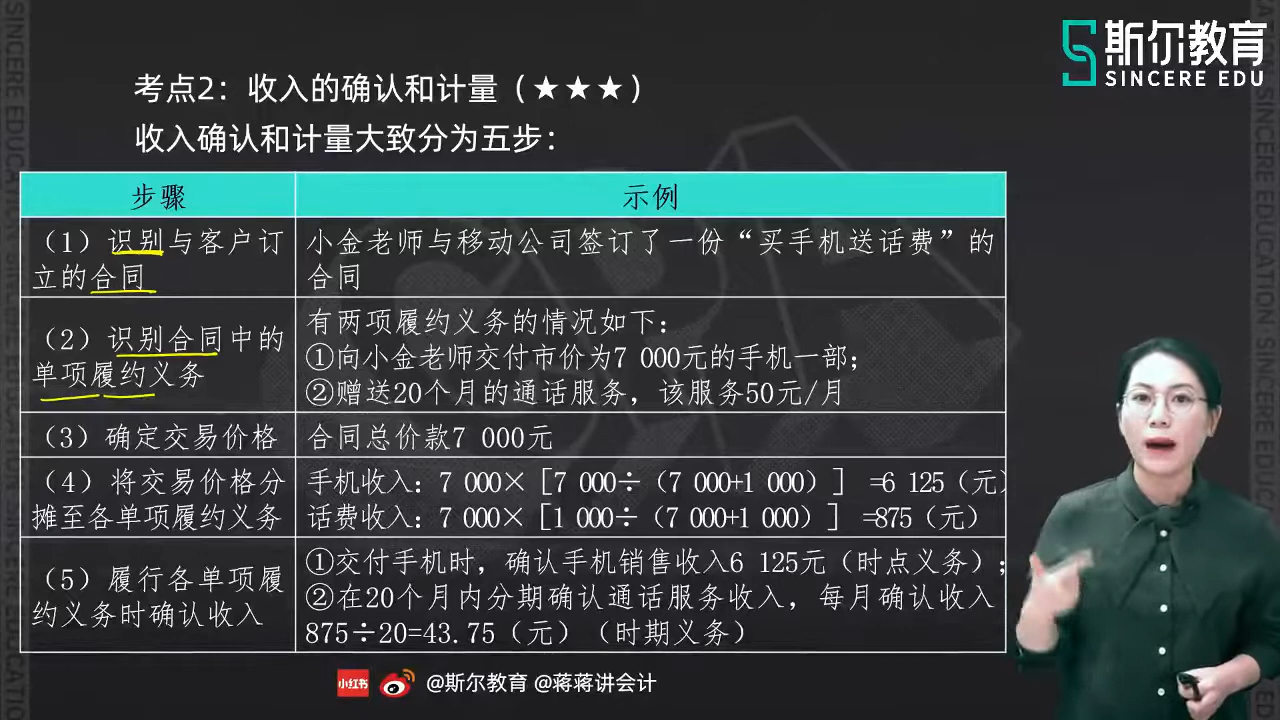 斯尔教育
SINCERE EDU
考点2：收入的确认和计量（★★★）
收入确认和计量大致分为五步：
步骤
示例
（1）识别与客户订
立的合同
小金老师与移动公司签订了一份“买手机送话费”的
合同
（2）识别合同中的
单项履约义务
有两项履约义务的情况如下：
①向小金老师交付市价为7 000元的手机一部；
②赠送20个月的通话服务，该服务50元/月
（3）确定交易价格
合同总价款7 000元
（4）将交易价格分
摊至各单项履约义务
手机收入：7 000×［7 000÷（7 000+1 000）］ =6 125（元）
话费收入：7 000×［1 000÷（7 000+1 000）］ =875（元）
（5）履行各单项履
约义务时确认收入
①交付手机时，确认手机销售收入6 125元（时点义务）；
②在20个月内分期确认通话服务收入，每月确认收入
875÷20=43.75（元）（时期义务）
小红书
@斯尔教育 @蒋蒋讲会计